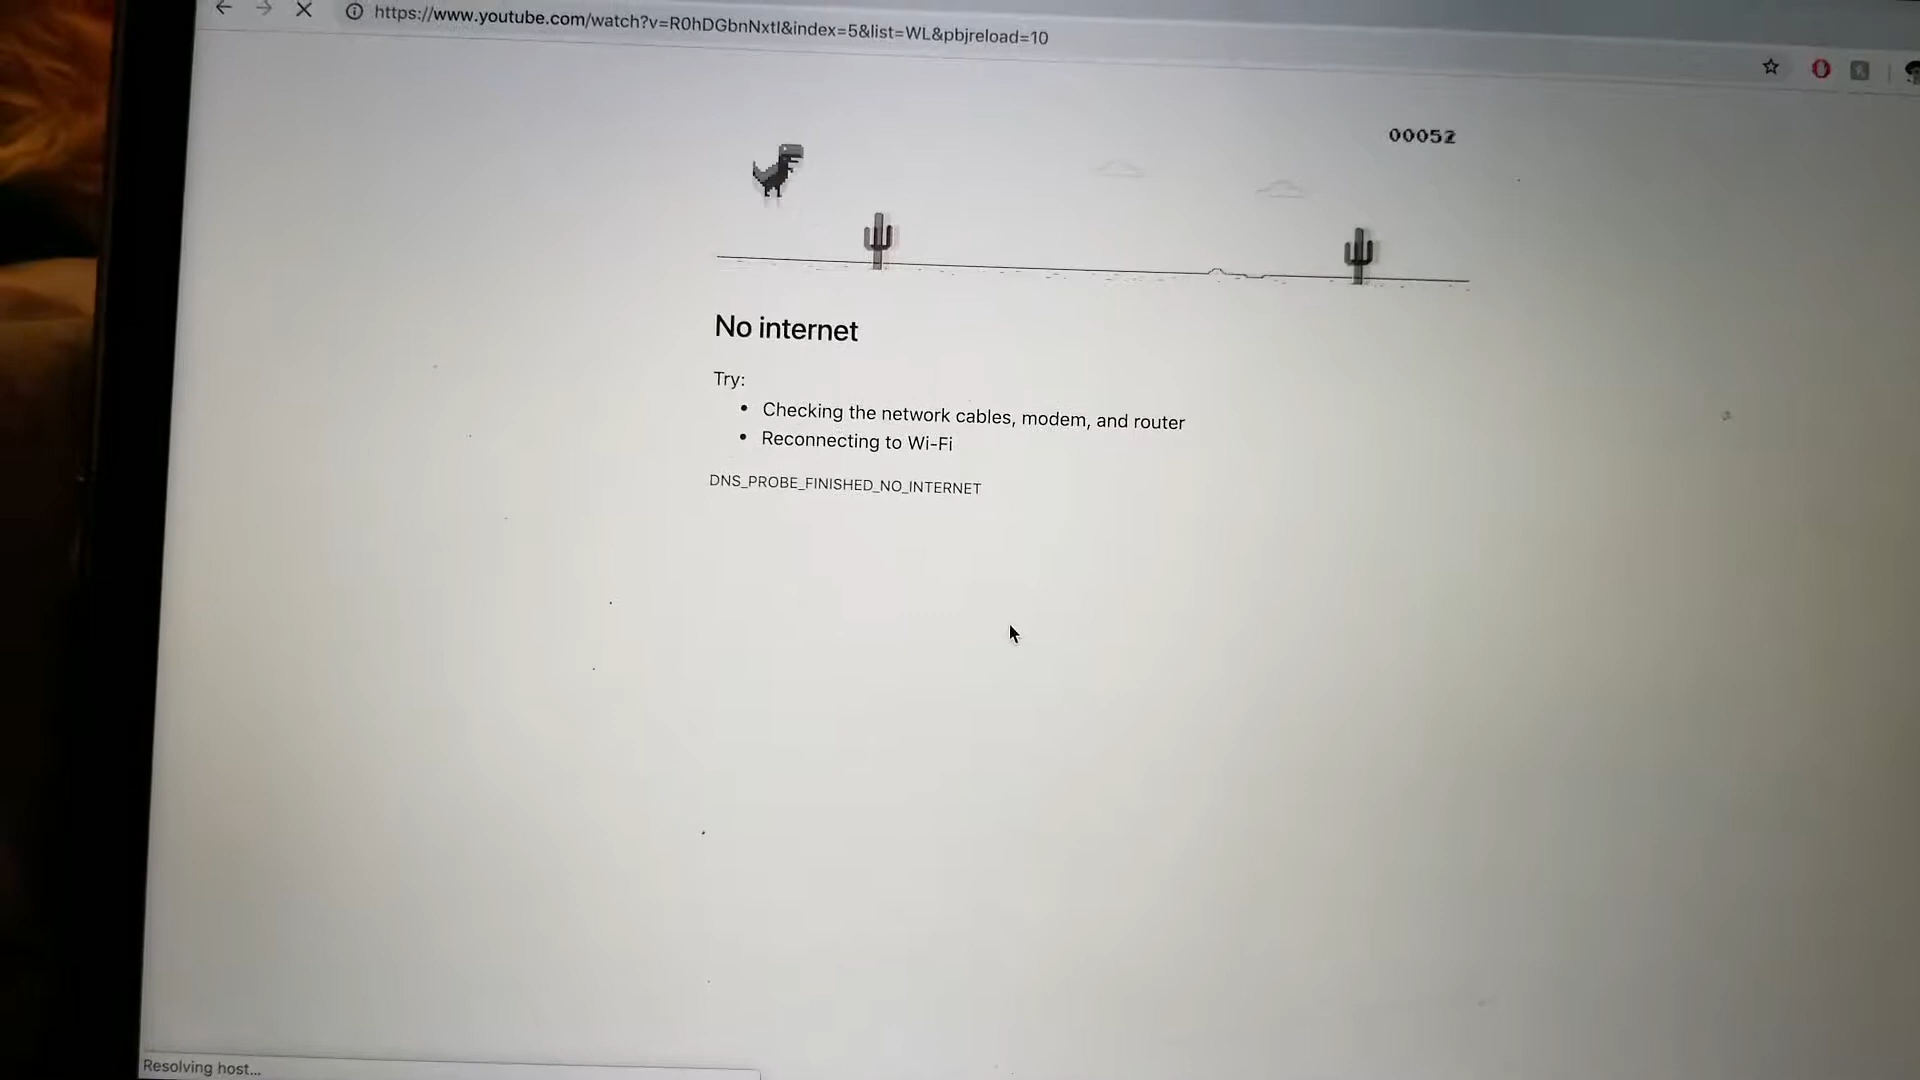 https://www.youtube.com/watch?v=R0hDGbnNxtI&index=5&list=WL&pbjreload=10
00052
No internet
Try:
• Checking the network cables, modem, and router
• Reconnecting to Wi-Fi
DNS_PROBE_FINISHED_NO_INTERNET
Resolving host...